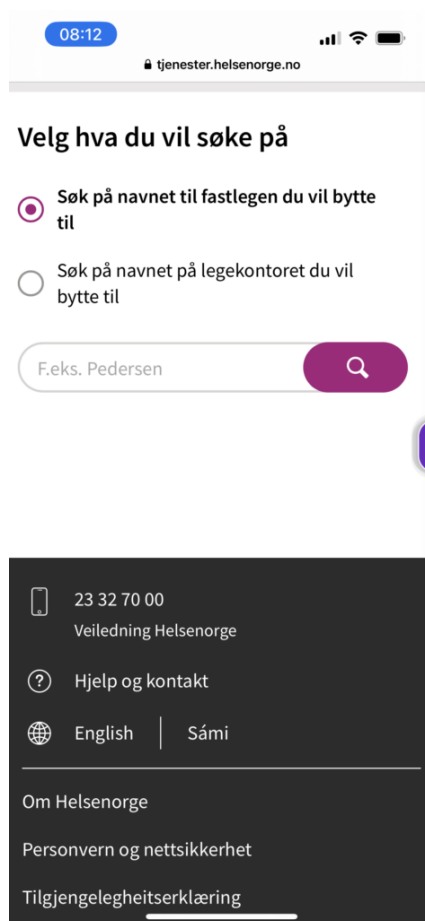 08:12
tjenester.helsenorge.no
Velg hva du vil søke på
Søk på navnet til fastlegen du vil bytte
til
Søk på navnet på legekontoret du vil
bytte til
F.eks. Pedersen
23 32 70 00
Veiledning Helsenorge
Hjelp og kontakt
English | Sámi
Om Helsenorge
Personvern og nettsikkerhet
Tilgjengelegheitserklæring